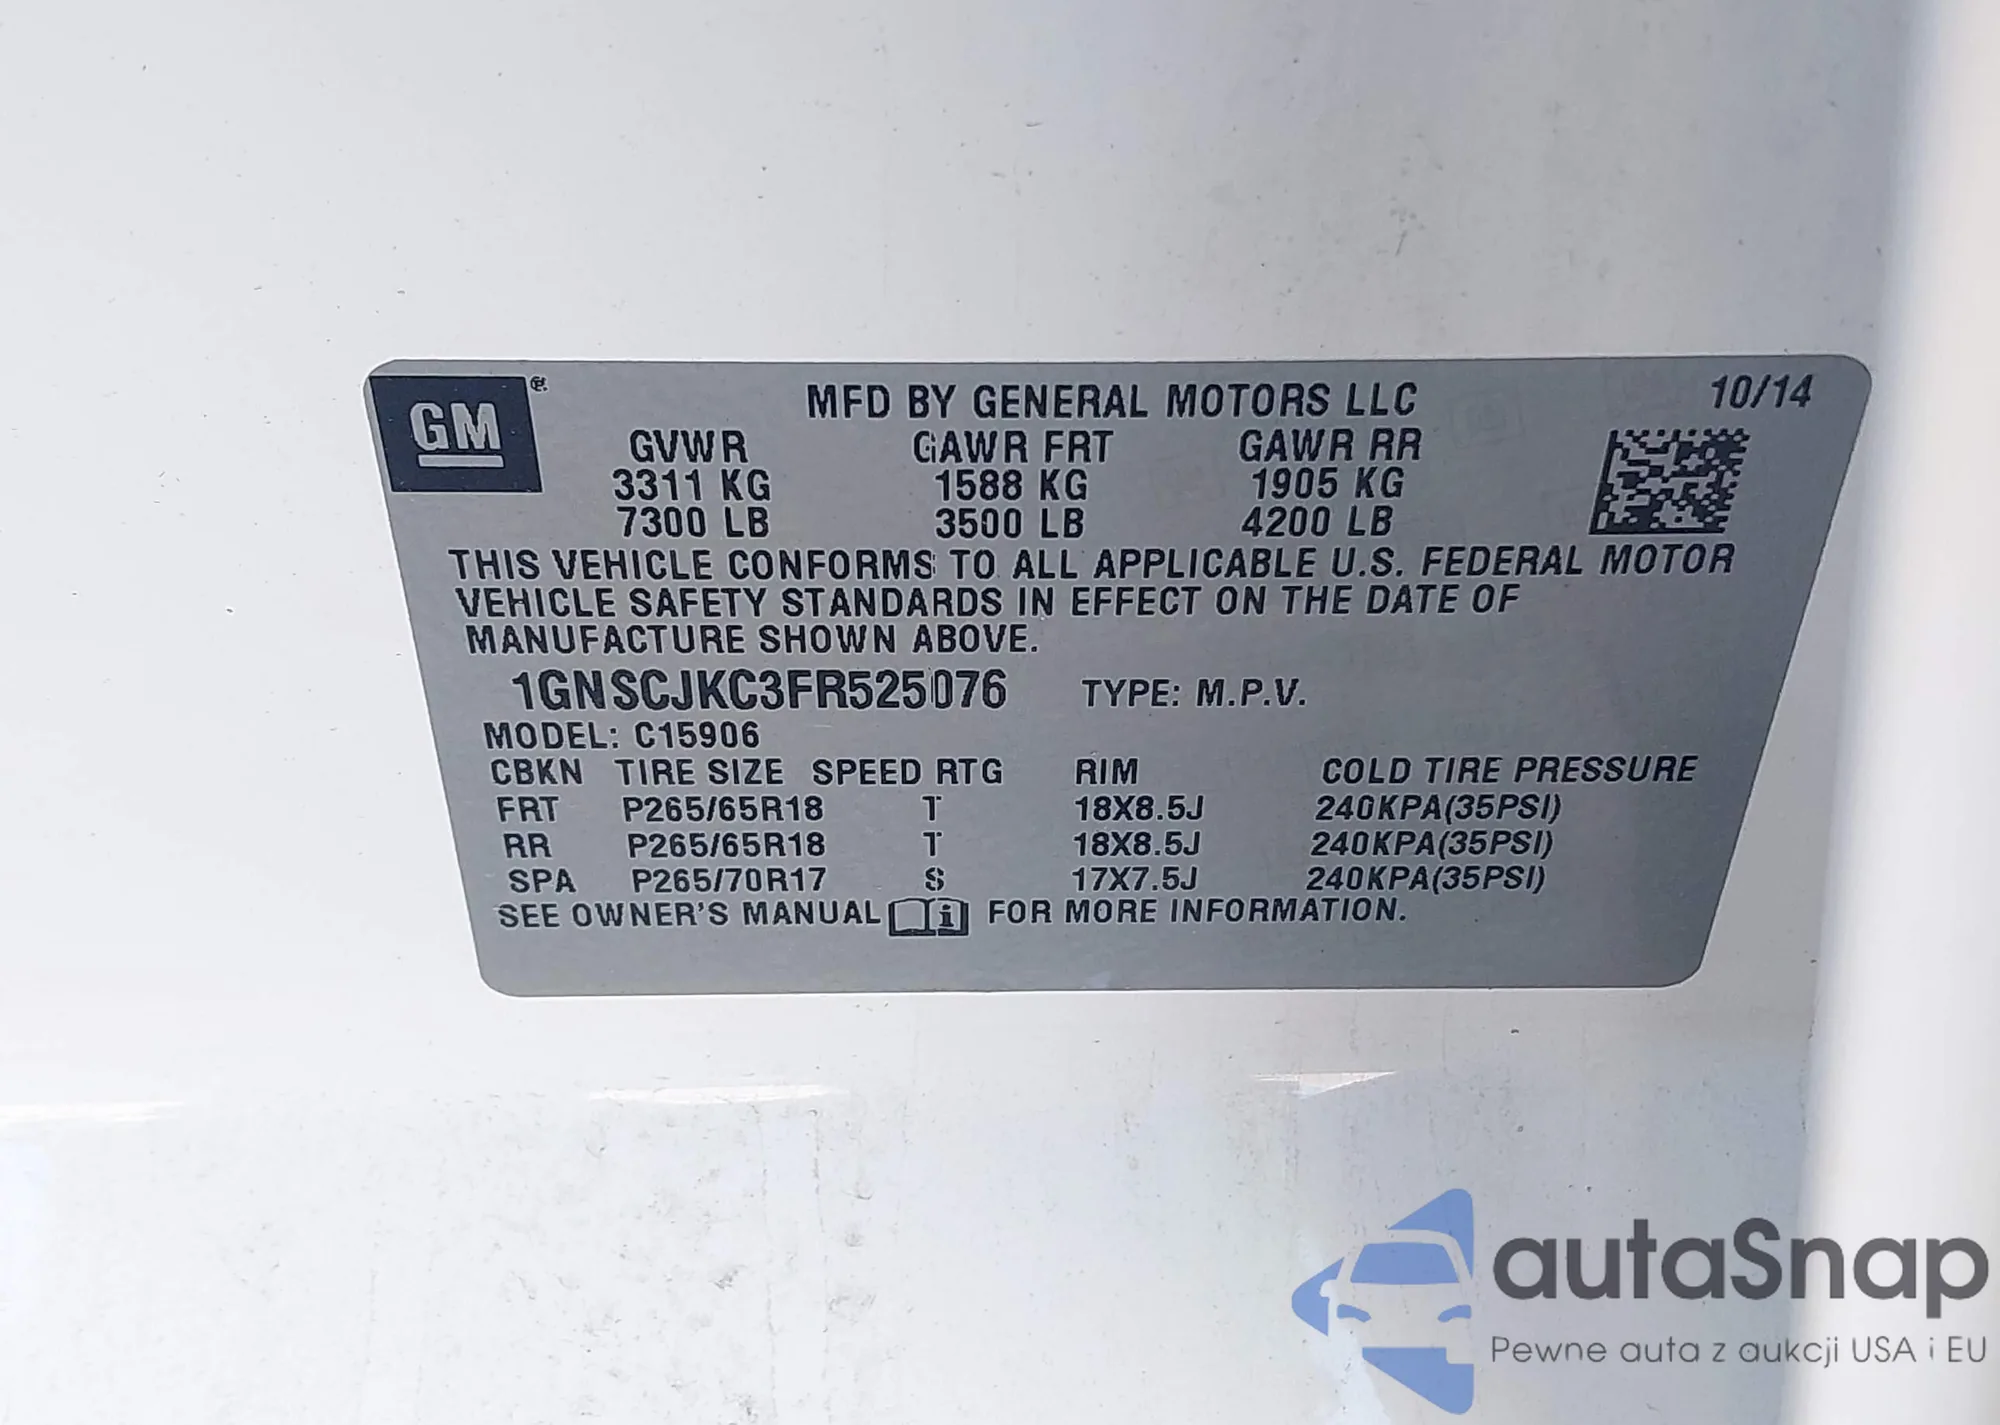 GM
MFD BY GENERAL MOTORS LLC 10/14
GVWR GAWR FRT GAWR RR
3311 KG 1588 KG 1905 KG
7300 LB 3500 LB 4200 LB
THIS VEHICLE CONFORMS TO ALL APPLICABLE U.S. FEDERAL MOTOR
VEHICLE SAFETY STANDARDS IN EFFECT ON THE DATE OF
MANUFACTURE SHOWN ABOVE.
1GNSCJKC3FR525076 TYPE: M.P.V.
MODEL: C15906
CBKN TIRE SIZE SPEED RTG RIM COLD TIRE PRESSURE
FRT P265/65R18 T 18X8.5J 240KPA(35PSI)
RR P265/65R18 T 18X8.5J 240KPA(35PSI)
SPA P265/70R17 S 17X7.5J 240KPA(35PSI)
SEE OWNER'S MANUAL i FOR MORE INFORMATION.
autaSnap
Pewne auta z aukcji USA i EU